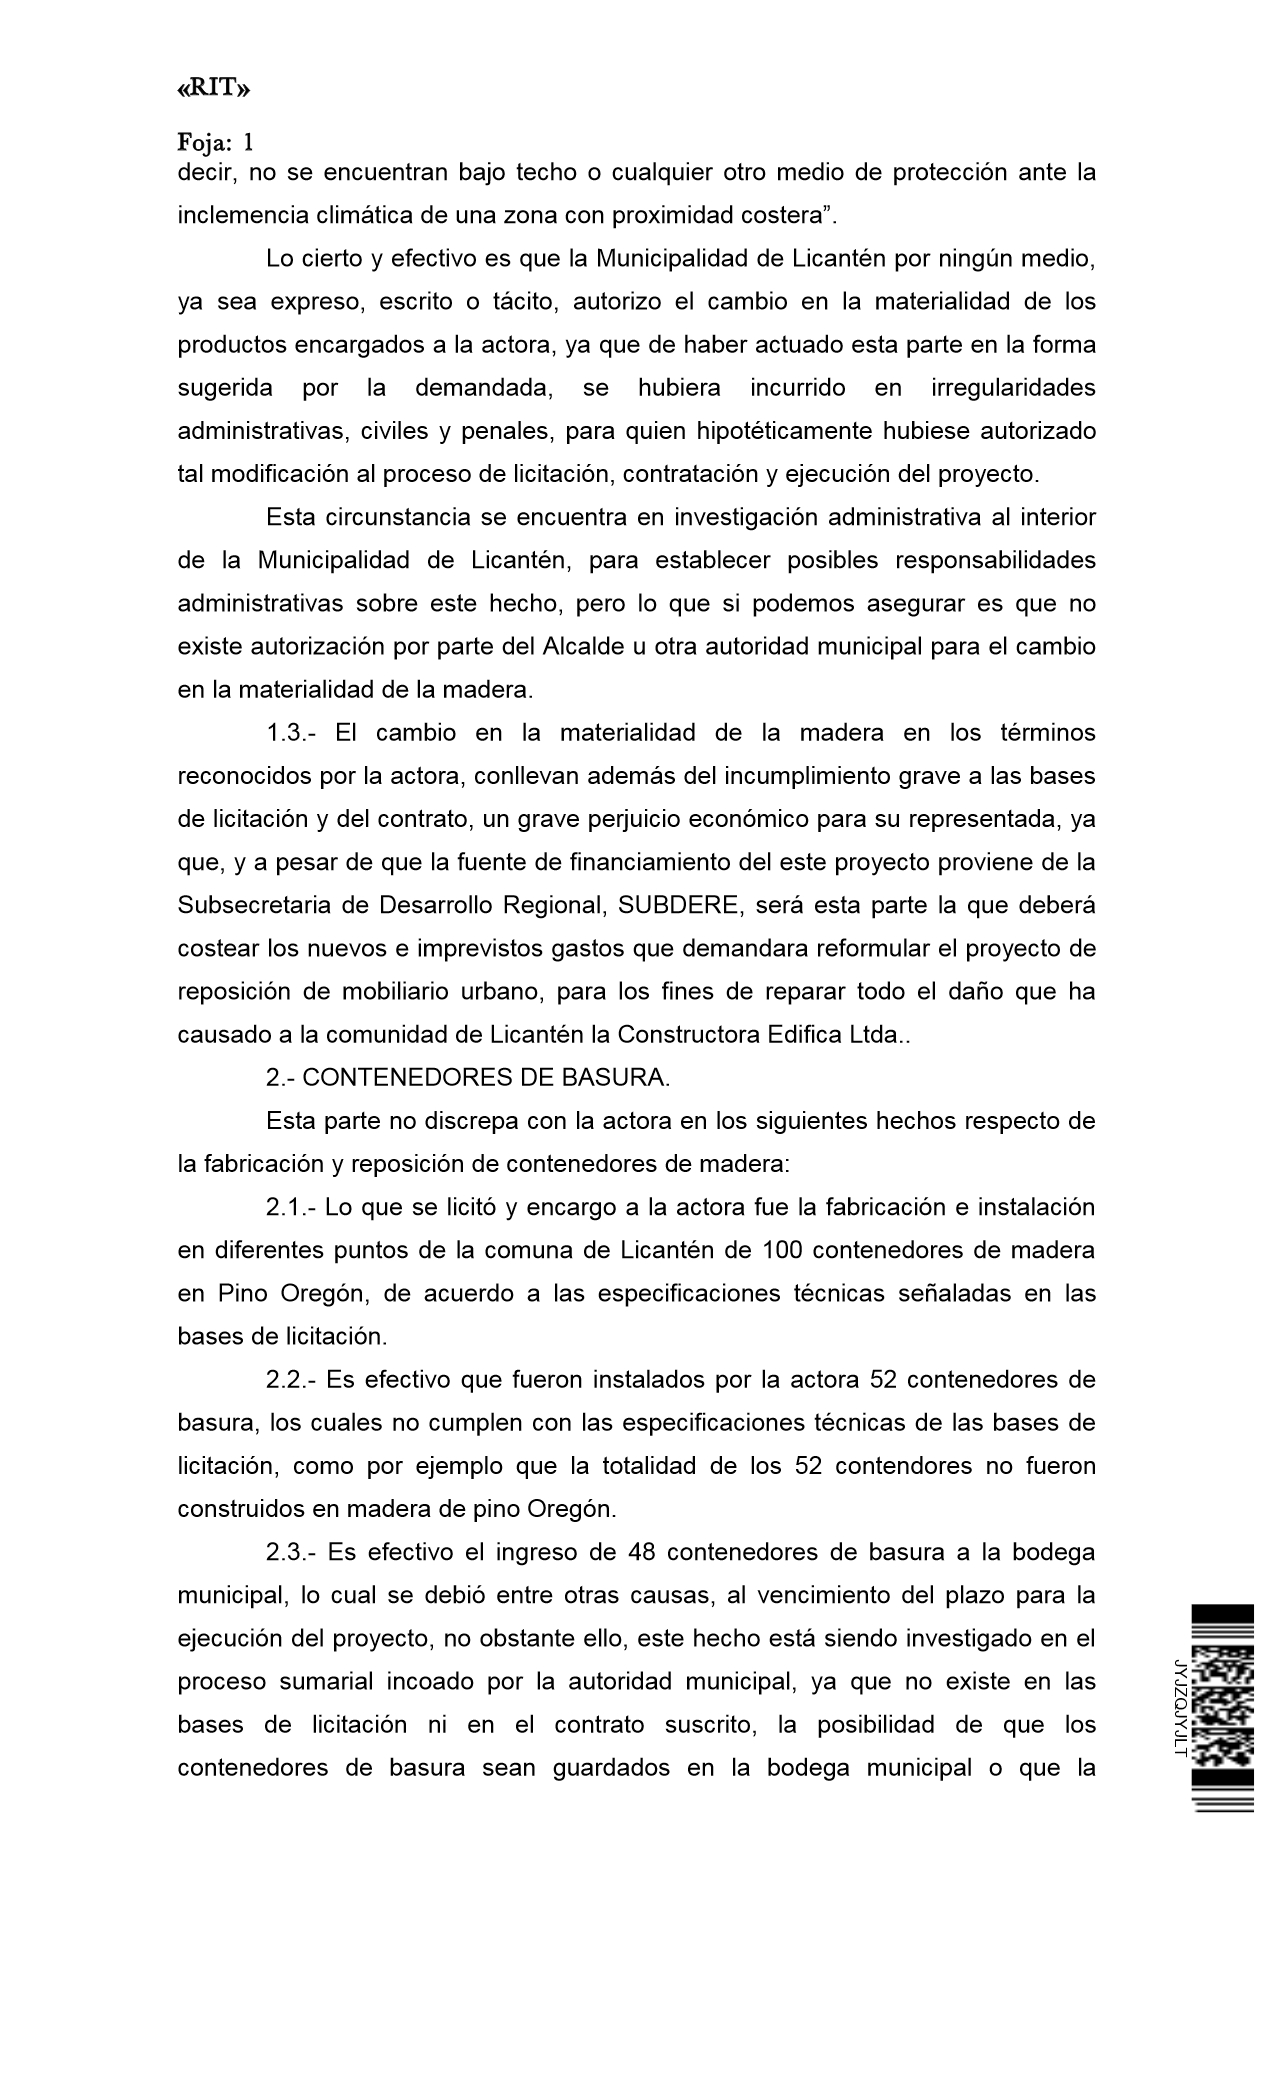 «RIT»
Foja: 1
decir, no se encuentran bajo techo o cualquier otro medio de protección ante la
inclemencia climática de una zona con proximidad costera”.
Lo cierto y efectivo es que la Municipalidad de Licantén por ningún medio,
ya sea expreso, escrito o tácito, autorizo el cambio en la materialidad de los
productos encargados a la actora, ya que de haber actuado esta parte en la forma
sugerida por la demandada, se hubiera incurrido en irregularidades
administrativas, civiles y penales, para quien hipotéticamente hubiese autorizado
tal modificación al proceso de licitación, contratación y ejecución del proyecto.
Esta circunstancia se encuentra en investigación administrativa al interior
de la Municipalidad de Licantén, para establecer posibles responsabilidades
administrativas sobre este hecho, pero lo que si podemos asegurar es que no
existe autorización por parte del Alcalde u otra autoridad municipal para el cambio
en la materialidad de la madera.
1.3.- El cambio en la materialidad de la madera en los términos
reconocidos por la actora, conllevan además del incumplimiento grave a las bases
de licitación y del contrato, un grave perjuicio económico para su representada, ya
que, y a pesar de que la fuente de financiamiento del este proyecto proviene de la
Subsecretaria de Desarrollo Regional, SUBDERE, será esta parte la que deberá
costear los nuevos e imprevistos gastos que demandara reformular el proyecto de
reposición de mobiliario urbano, para los fines de reparar todo el daño que ha
causado a la comunidad de Licantén la Constructora Edifica Ltda..
2.- CONTENEDORES DE BASURA.
Esta parte no discrepa con la actora en los siguientes hechos respecto de
la fabricación y reposición de contenedores de madera:
2.1.- Lo que se licitó y encargo a la actora fue la fabricación e instalación
en diferentes puntos de la comuna de Licantén de 100 contenedores de madera
en Pino Oregón, de acuerdo a las especificaciones técnicas señaladas en las
bases de licitación.
2.2.- Es efectivo que fueron instalados por la actora 52 contenedores de
basura, los cuales no cumplen con las especificaciones técnicas de las bases de
licitación, como por ejemplo que la totalidad de los 52 contendores no fueron
construidos en madera de pino Oregón.
2.3.- Es efectivo el ingreso de 48 contenedores de basura a la bodega
municipal, lo cual se debió entre otras causas, al vencimiento del plazo para la
ejecución del proyecto, no obstante ello, este hecho está siendo investigado en el
proceso sumarial incoado por la autoridad municipal, ya que no existe en las
bases de licitación ni en el contrato suscrito, la posibilidad de que los
contenedores de basura sean guardados en la bodega municipal o que la
JYJZQJYJLT